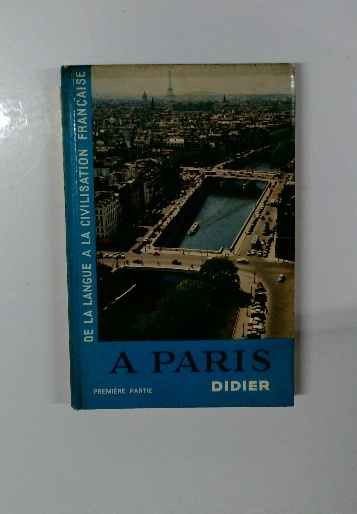 DE LA LANGUE A LA CIVILISATION FRANÇAISE
A PARIS
PREMIÈRE PARTIE
DIDIER